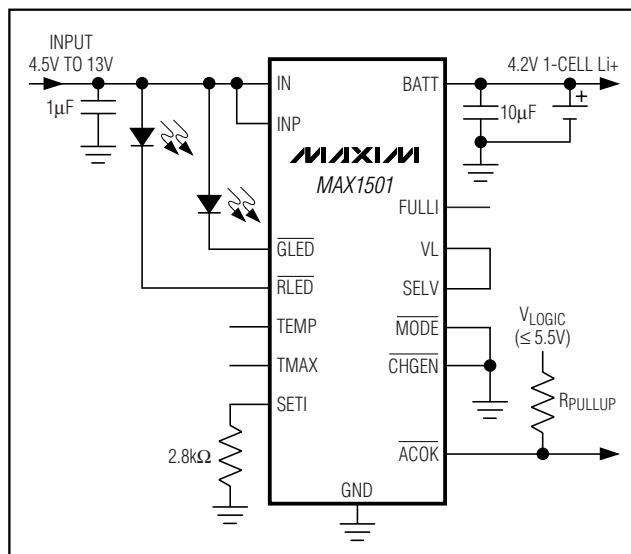 INPUT
4.5V TO 13V
1μF
IN
INP
MAXIM
MAX1501
GLED
RLED
TEMP
TMAX
SETI
2.8kΩ
GND
BATT
4.2V 1-CELL Li+
10μF
+
FULLI
VL
SELV
MODE
CHGEN
VLOGIC
(≤ 5.5V)
RPULLUP
ACOK